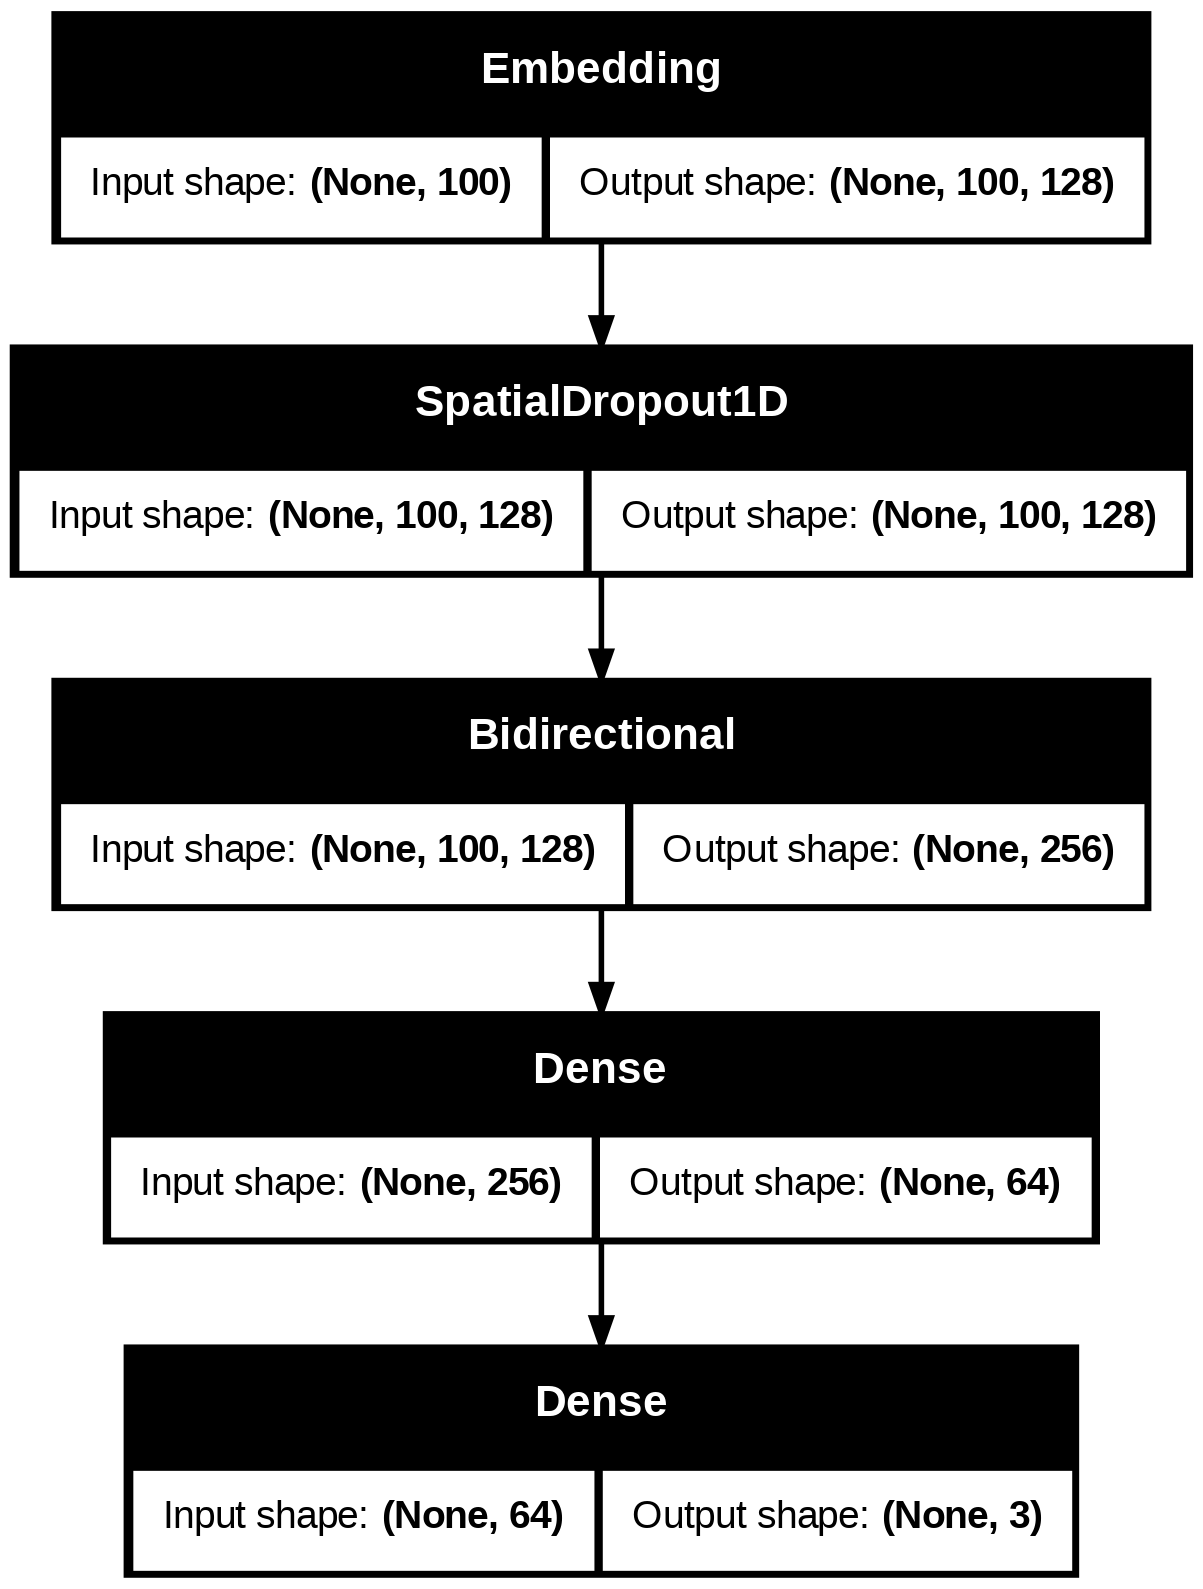 Embedding
Input shape: (None, 100) Output shape: (None, 100, 128)
SpatialDropout1D
Input shape: (None, 100, 128) Output shape: (None, 100, 128)
Bidirectional
Input shape: (None, 100, 128) Output shape: (None, 256)
Dense
Input shape: (None, 256) Output shape: (None, 64)
Dense
Input shape: (None, 64) Output shape: (None, 3)